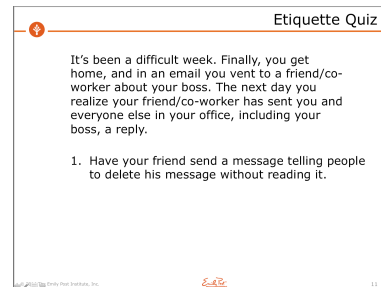 Etiquette Quiz
It's been a difficult week. Finally, you get
home, and in an email you vent to a friend/co-
worker about your boss. The next day you
realize your friend/co-worker has sent you and
everyone else in your office, including your
boss, a reply.
1. Have your friend send a message telling people
to delete his message without reading it.
Emily Post Institute, Inc.
Emily Post